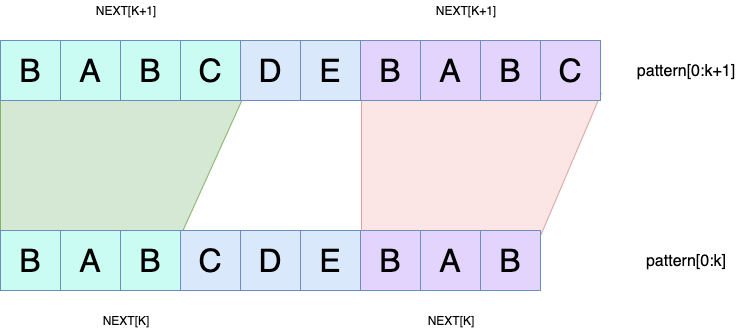 NEXT[K+1] NEXT[K+1]
B A B C D E B A B C pattern[0:k+1]
B A B C D E B A B pattern[0:k]
NEXT[K] NEXT[K]